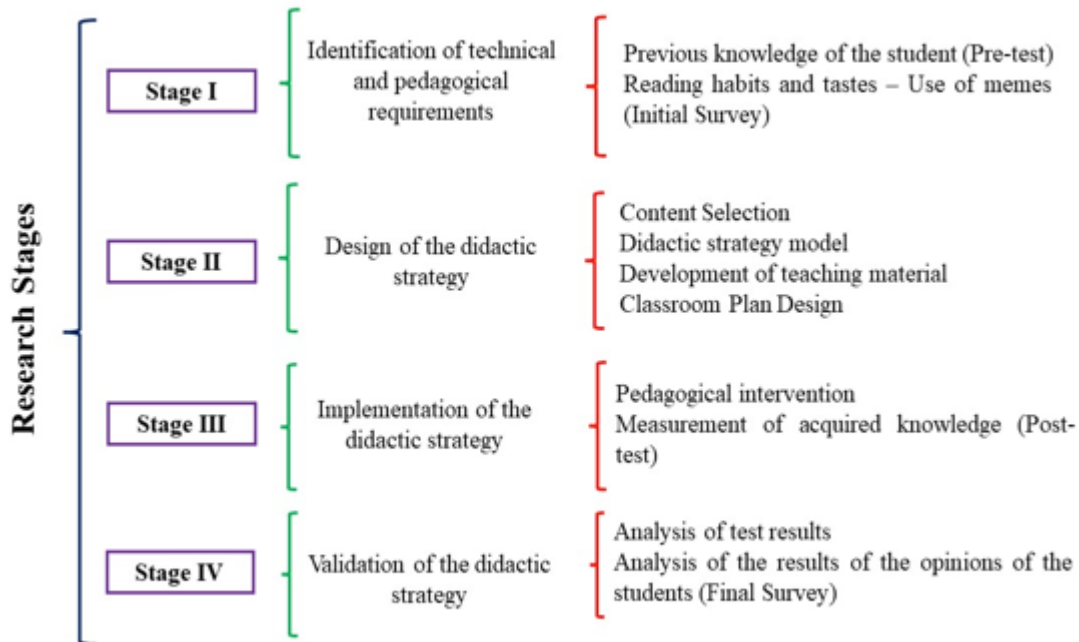 Research Stages
Stage I
Identification of technical
and pedagogical
requirements
Previous knowledge of the student (Pre-test)
Reading habits and tastes – Use of memes
(Initial Survey)
Stage II
Design of the didactic
strategy
Content Selection
Didactic strategy model
Development of teaching material
Classroom Plan Design
Stage III
Implementation of the
didactic strategy
Pedagogical intervention
Measurement of acquired knowledge (Post-
test)
Stage IV
Validation of the didactic
strategy
Analysis of test results
Analysis of the results of the opinions of the
students (Final Survey)